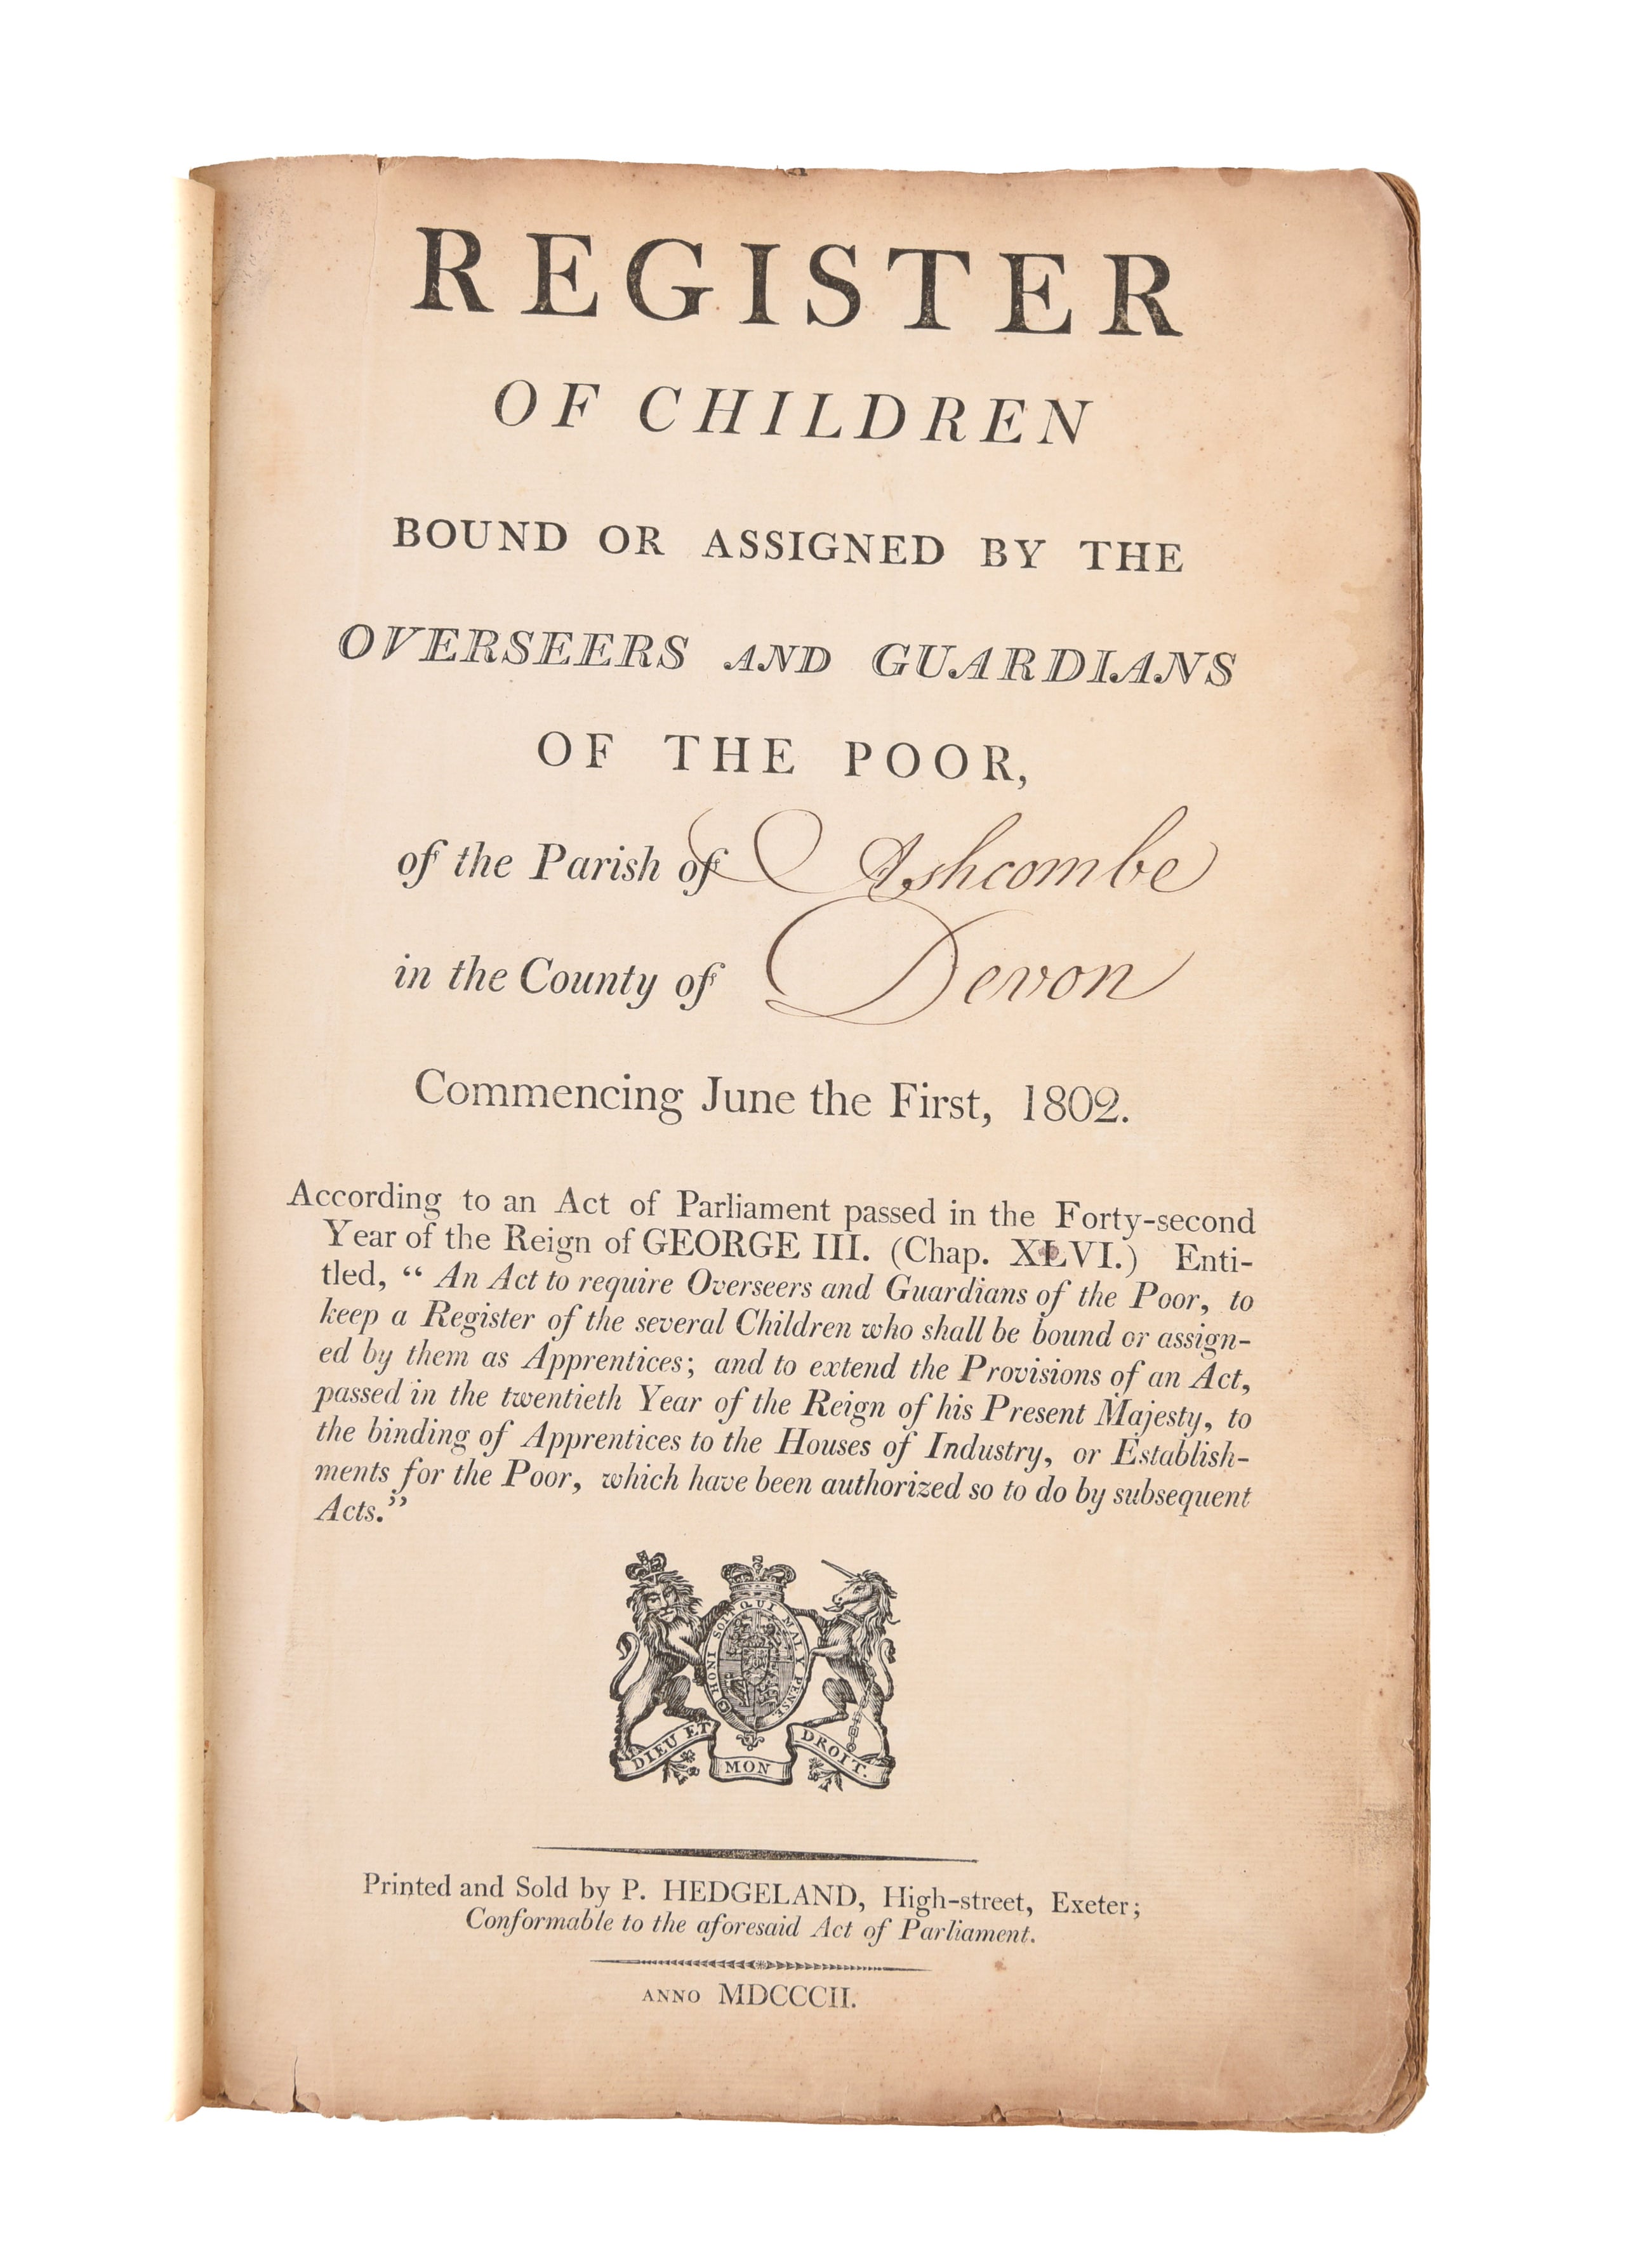 REGISTER
OF CHILDREN
BOUND OR ASSIGNED BY THE
OVERSEERS AND GUARDIANS
OF THE POOR,
of the Parish of Ashcombe
in the County of Devon
Commencing June the First, 1802.
According to an Act of Parliament passed in the Forty-second
Year of the Reign of GEORGE III. (Chap. XLVI.) Enti-
tled, “ An Act to require Overseers and Guardians of the Poor, to
keep a Register of the several Children who shall be bound or assign-
ed by them as Apprentices; and to extend the Provisions of an Act,
passed in the twentieth Year of the Reign of his Present Majesty, to
the binding of Apprentices to the Houses of Industry, or Establish-
ments for the Poor, which have been authorized so to do by subsequent
Acts.”
HONI SOIT QUI MAL Y PENSE
DIEU ET MON DROIT.
Printed and Sold by P. HEDGELAND, High-street, Exeter;
Conformable to the aforesaid Act of Parliament.
ANNO MDCCCII.